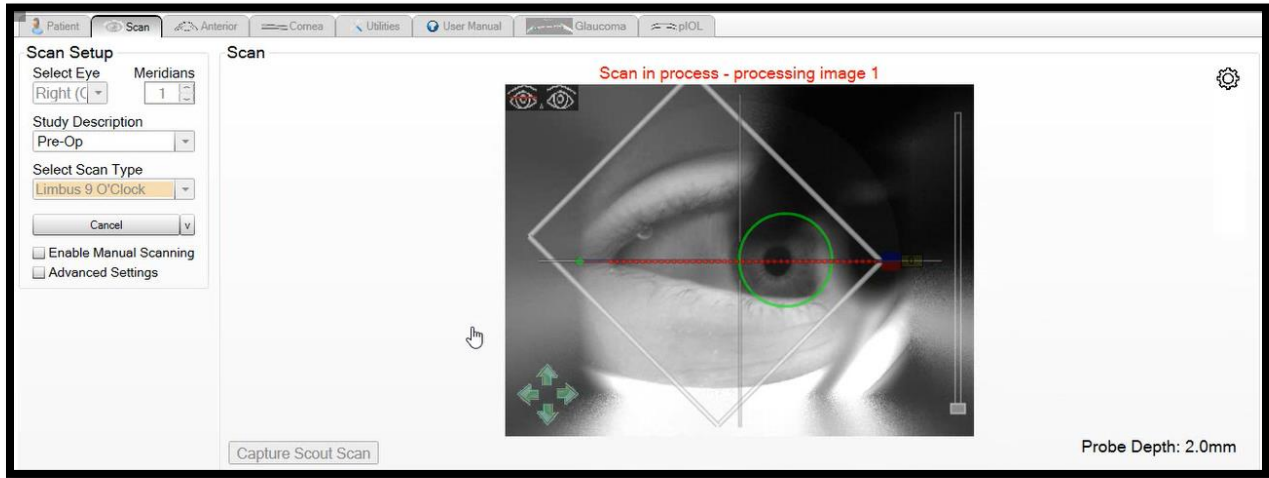 Patient Scan Anterior Cornea Utilities User Manual Glaucoma pIOL
Scan Setup
Select Eye Meridians
Right (C 1
Study Description
Pre-Op
Select Scan Type
Limbus 9 O'Clock
Cancel v
Enable Manual Scanning
Advanced Settings
Scan
Scan in process - processing image 1
Capture Scout Scan
Probe Depth: 2.0mm